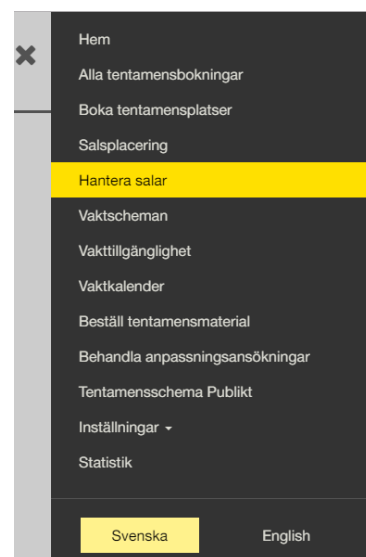 Hem
Alla tentamensbokningar
Boka tentamensplatser
Salsplacering
Hantera salar
Vaktscheman
Vakttillgänglighet
Vaktkalender
Beställ tentamensmaterial
Behandla anpassningsansökningar
Tentamensschema Publikt
Inställningar
Statistik
Svenska English